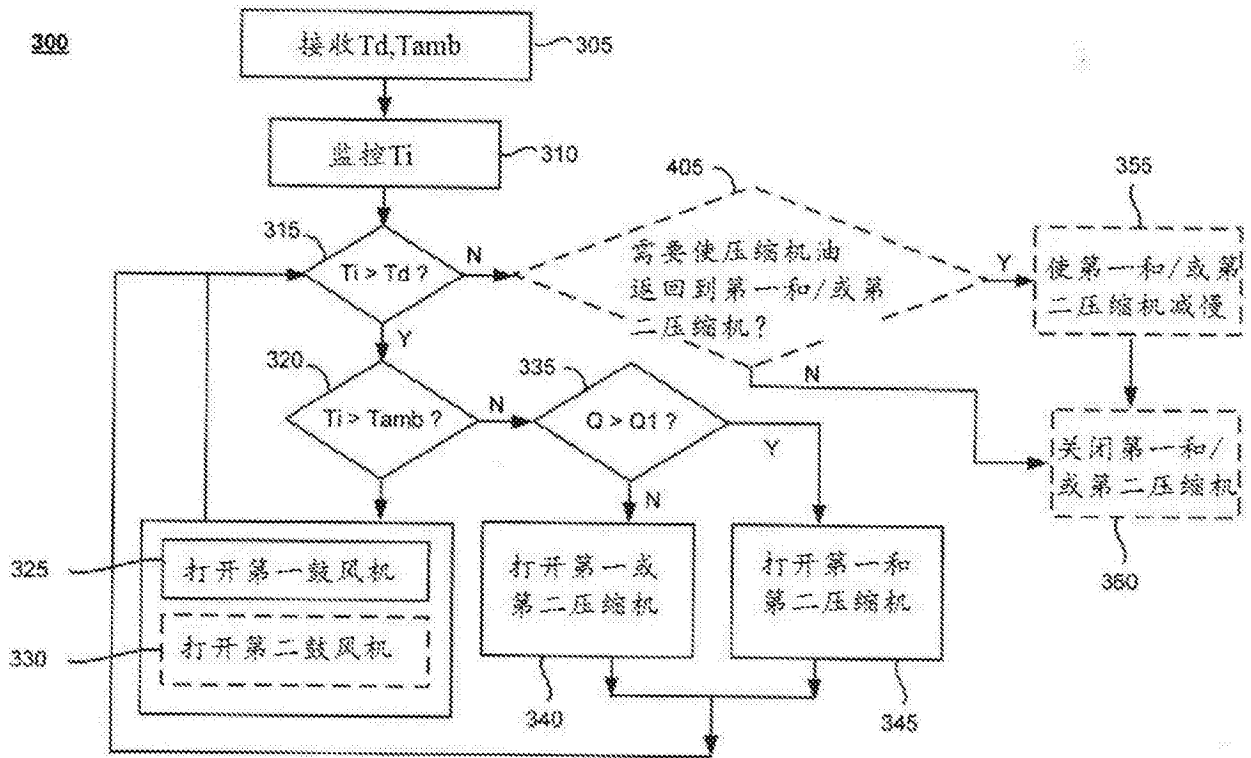 300
接收Td,Tamb
305
监控Ti
310
315
Ti > Td ?
N
Y
405
需要使压缩机油
返回到第一和/或第
二压缩机?
Y
N
355
使第一和/或第
二压缩机减慢
320
Ti > Tamb ?
N
335
Q > Q1 ?
Y
N
关闭第一和/
或第二压缩机
360
325
打开第一鼓风机
330
打开第二鼓风机
打开第一或
第二压缩机
340
打开第一和
第二压缩机
345